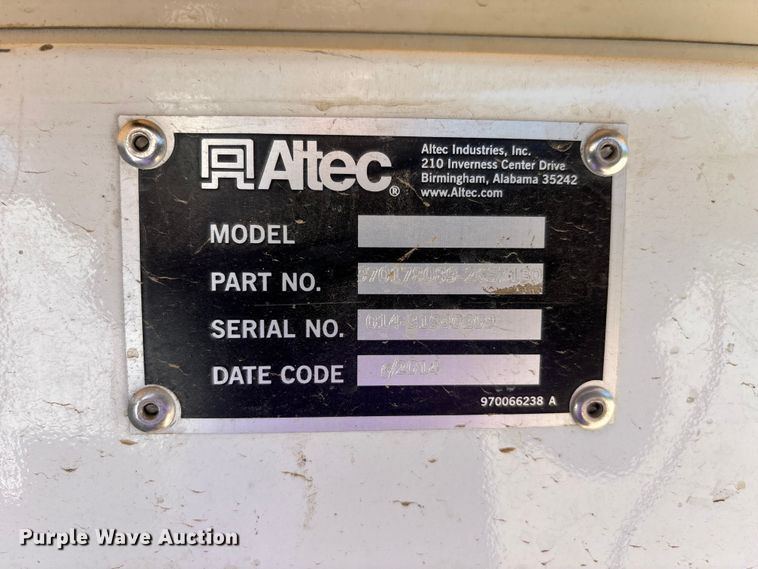 Altec®
Altec Industries, Inc.
210 Inverness Center Drive
Birmingham, Alabama 35242
www.Altec.com
MODEL
PART NO.
SERIAL NO.
DATE CODE
970066238 A
Purple Wave Auction